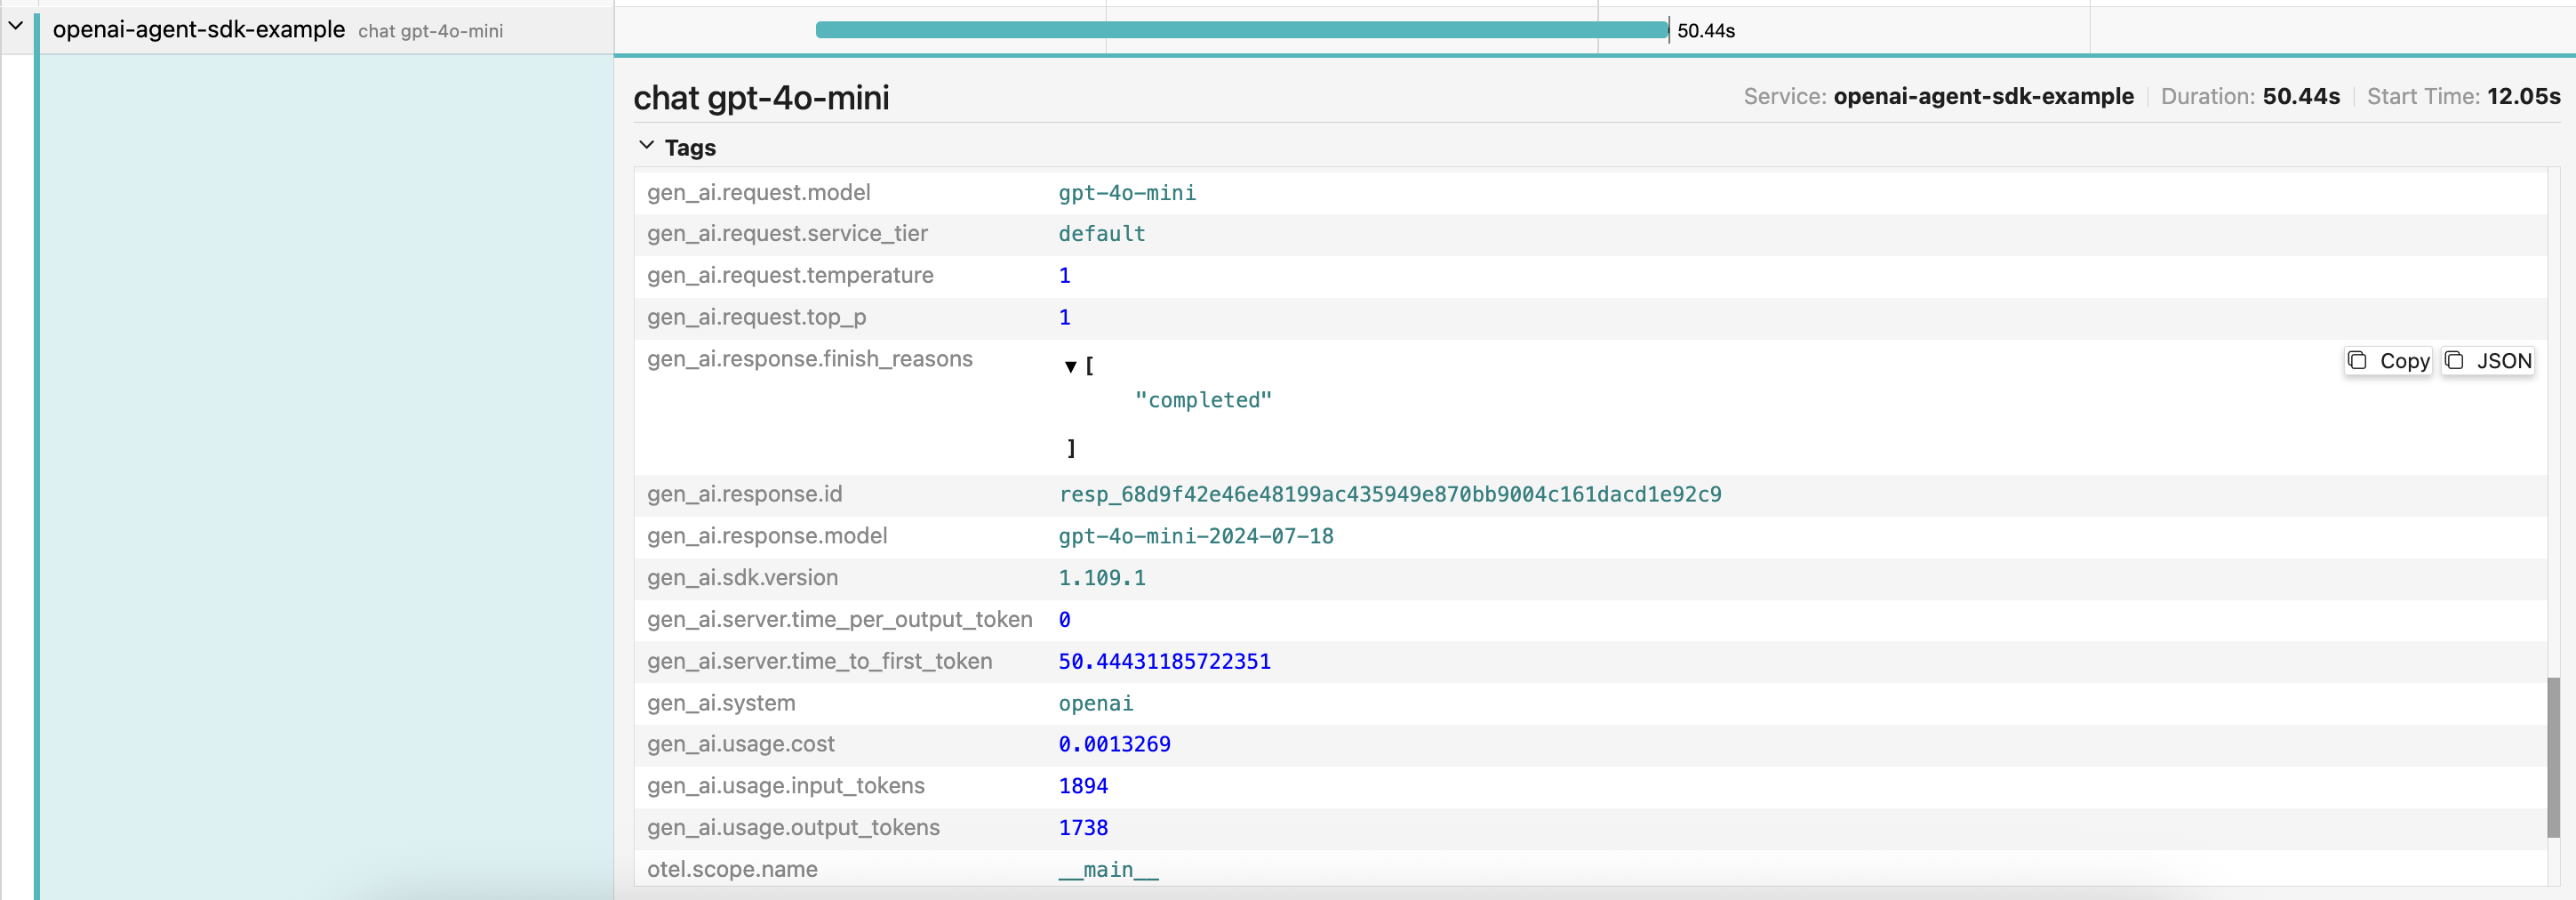 openai-agent-sdk-example chat gpt-4o-mini 50.44s
chat gpt-4o-mini Service: openai-agent-sdk-example Duration: 50.44s Start Time: 12.05s
Tags
gen_ai.request.model gpt-4o-mini
gen_ai.request.service_tier default
gen_ai.request.temperature 1
gen_ai.request.top_p 1
gen_ai.response.finish_reasons ▼ [ Copy JSON
"completed"
]
gen_ai.response.id resp_68d9f42e46e48199ac435949e870bb9004c161dacd1e92c9
gen_ai.response.model gpt-4o-mini-2024-07-18
gen_ai.sdk.version 1.109.1
gen_ai.server.time_per_output_token 0
gen_ai.server.time_to_first_token 50.44431185722351
gen_ai.system openai
gen_ai.usage.cost 0.0013269
gen_ai.usage.input_tokens 1894
gen_ai.usage.output_tokens 1738
otel.scope.name __main__